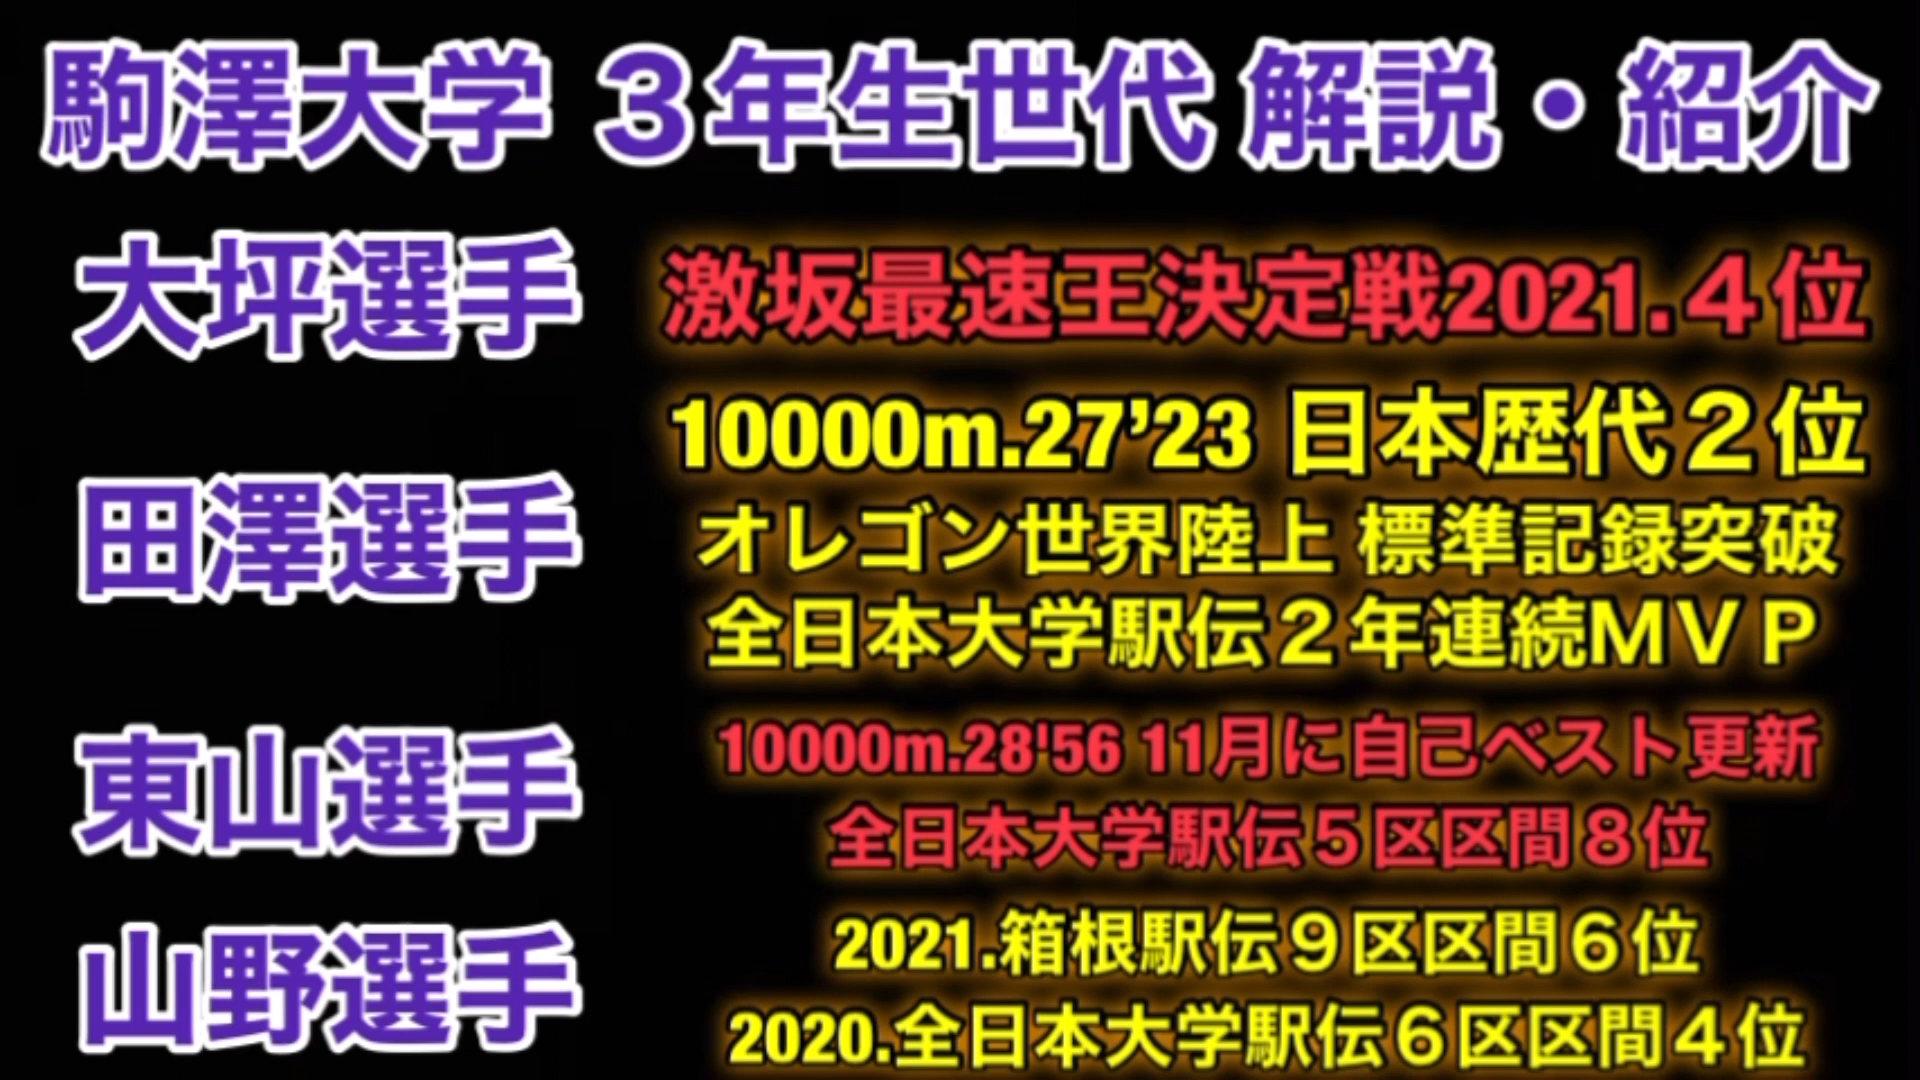 駒澤大学 3年生世代 解説・紹介
大坪選手
激坂最速王決定戦2021.4位
10000m.27’23 日本歴代2位
田澤選手
オレゴン世界陸上 標準記録突破
全日本大学駅伝2年連続MVP
東山選手
10000m.28'56 11月に自己ベスト更新
全日本大学駅伝5区区間8位
2021.箱根駅伝9区区間6位
山野選手
2020.全日本大学駅伝6区区間4位